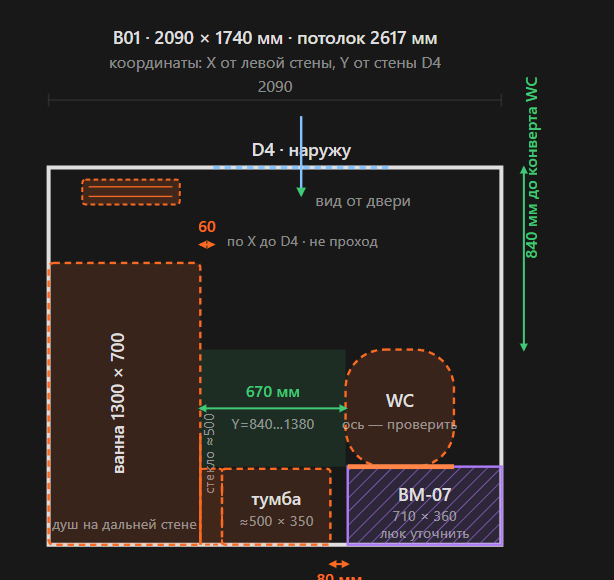 B01 · 2090 × 1740 мм · потолок 2617 мм
координаты: X от левой стены, Y от стены D4
2090
840 мм до конверта WC
D4 · наружу
вид от двери
60
по X до D4 · не проход
ванна 1300 × 700
670 мм
Y=840...1380
WC
ось — проверить
стекло ≈500
тумба
≈500 × 350
BM-07
710 × 360
люк уточнить
душ на дальней стене
80 мм